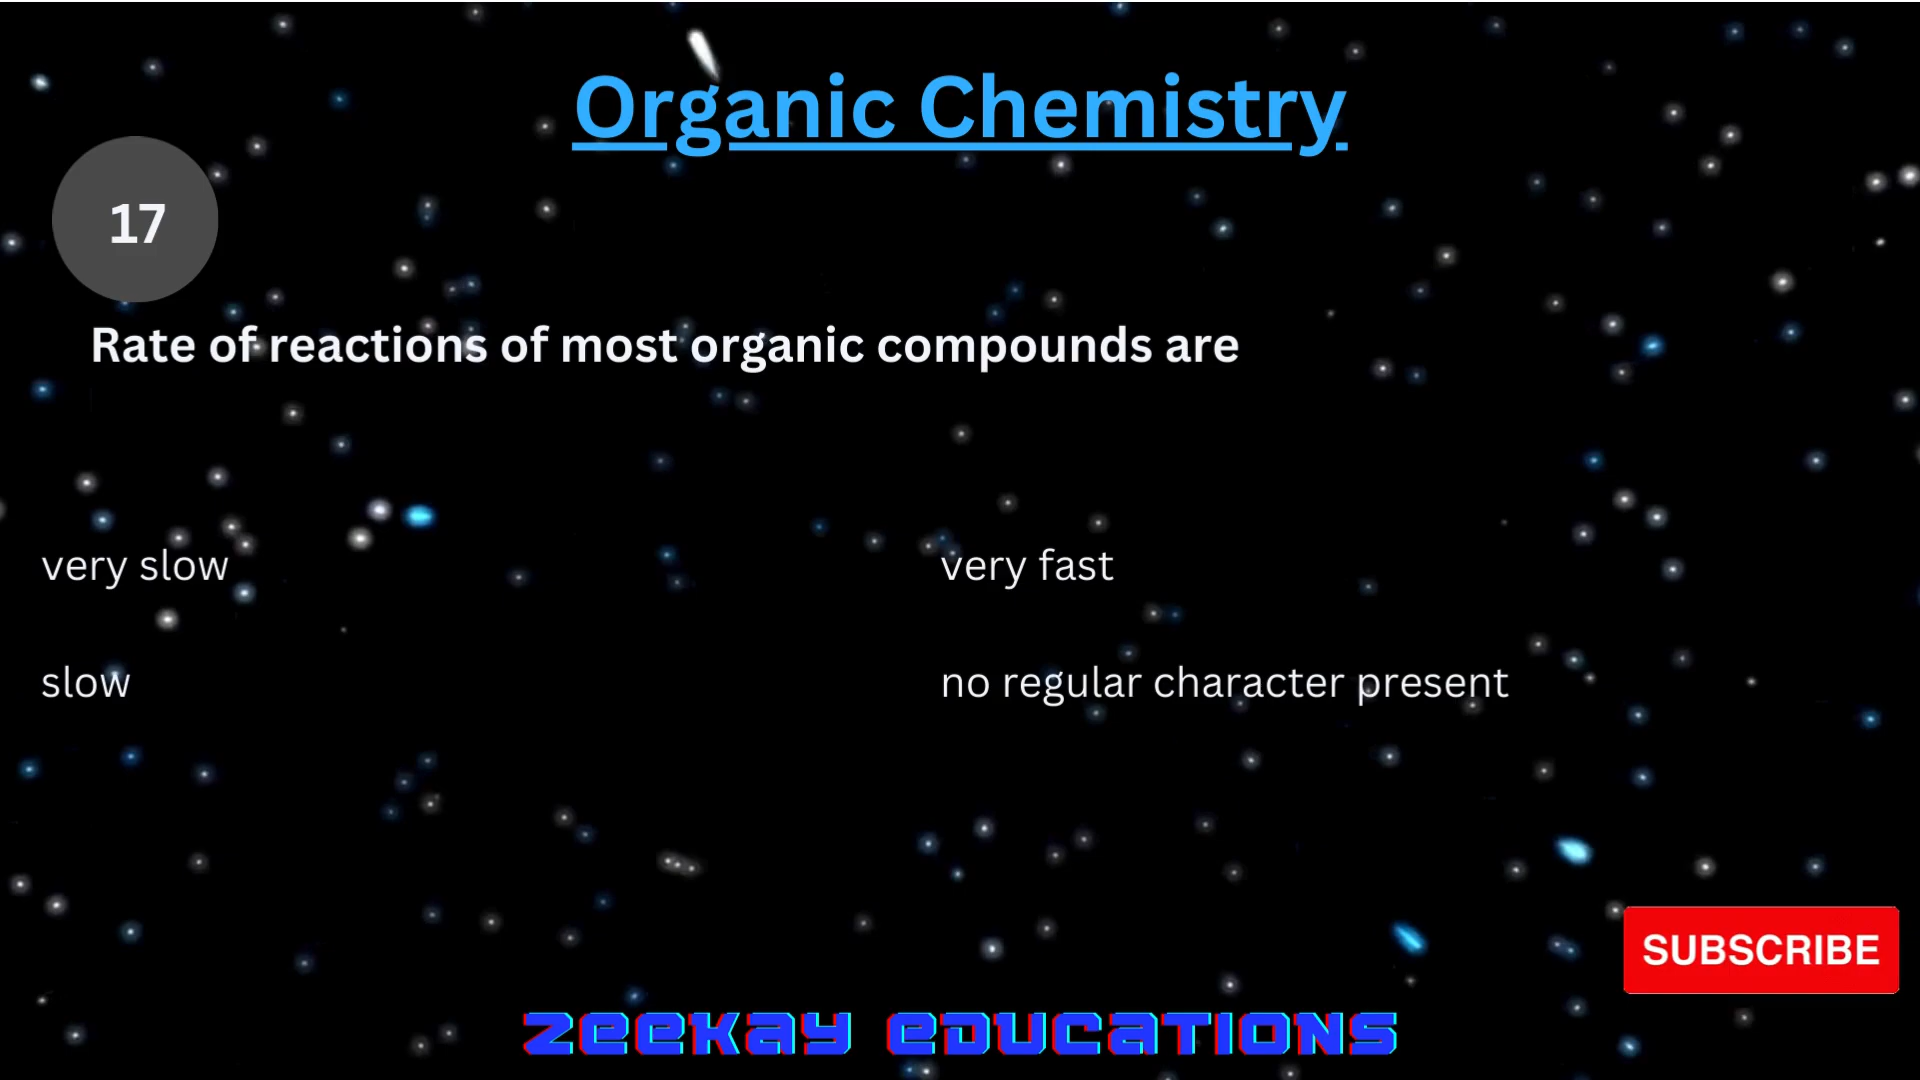 Organic Chemistry
17
Rate of reactions of most organic compounds are
very slow
very fast
slow
no regular character present
SUBSCRIBE
ZEEKAY EDUCATIONS